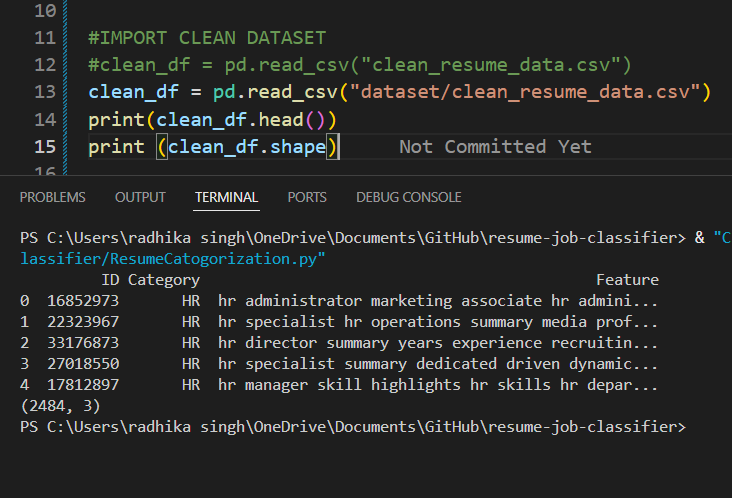 10
11 #IMPORT CLEAN DATASET
12 #clean_df = pd.read_csv("clean_resume_data.csv")
13 clean_df = pd.read_csv("dataset/clean_resume_data.csv")
14 print(clean_df.head())
15 print (clean_df.shape) Not Committed Yet
16
PROBLEMS OUTPUT TERMINAL PORTS DEBUG CONSOLE
PS C:\Users\radhika singh\OneDrive\Documents\GitHub\resume-job-classifier> & "C
lassifier/ResumeCatogorization.py"
ID Category Feature
0 16852973 HR hr administrator marketing associate hr admini...
1 22323967 HR hr specialist hr operations summary media prof...
2 33176873 HR hr director summary years experience recruitin...
3 27018550 HR hr specialist summary dedicated driven dynamic...
4 17812897 HR hr manager skill highlights hr skills hr depar...
(2484, 3)
PS C:\Users\radhika singh\OneDrive\Documents\GitHub\resume-job-classifier>